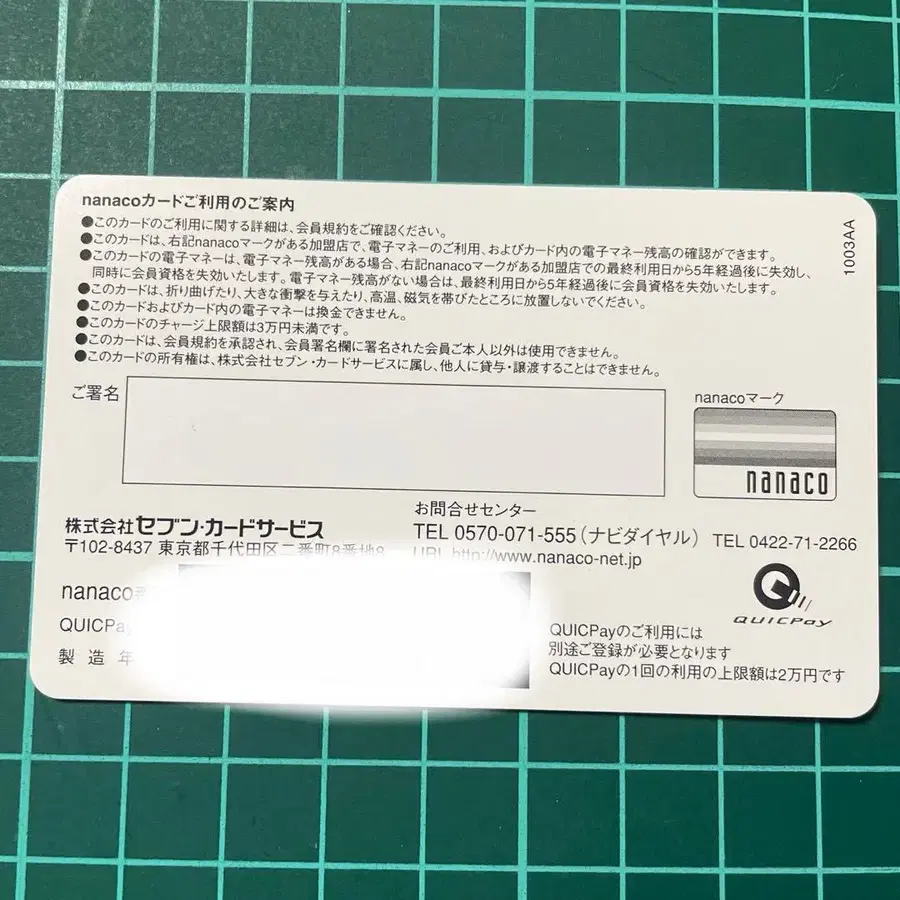 nanacoカードご利用のご案内
●このカードのご利用に関する詳細は、会員規約をご確認ください。
●このカードは、右記nanacoマークがある加盟店で、電子マネーのご利用、およびカード内の電子マネー残高の確認ができます。
●このカードの電子マネーは、電子マネー残高がある場合、右記nanacoマークがある加盟店での最終利用日から5年経過後に失効し、
同時に会員資格を失効いたします。電子マネー残高がない場合は、最終利用日から5年経過後に会員資格を失効いたします。
●このカードは、折り曲げたり、大きな衝撃を与えたり、高温、磁気を帯びたところに放置しないでください。
●このカードおよびカード内の電子マネーは換金できません。
●このカードのチャージ上限額は3万円未満です。
●このカードは、会員規約を承認され、会員署名欄に署名された会員ご本人以外は使用できません。
●このカードの所有権は、株式会社セブン・カードサービスに属し、他人に貸与・譲渡することはできません。
1003AA
ご署名
nanacoマーク
nanaco
株式会社セブン・カードサービス
〒102-8437 東京都千代田区二番町8番地8
お問合せセンター
TEL 0570-071-555（ナビダイヤル） TEL 0422-71-2266
URL http://www.nanaco-net.jp
nanaco
QUICPay
製造年
QUICPay
QUICPayのご利用には
別途ご登録が必要となります
QUICPayの1回の利用の上限額は2万円です